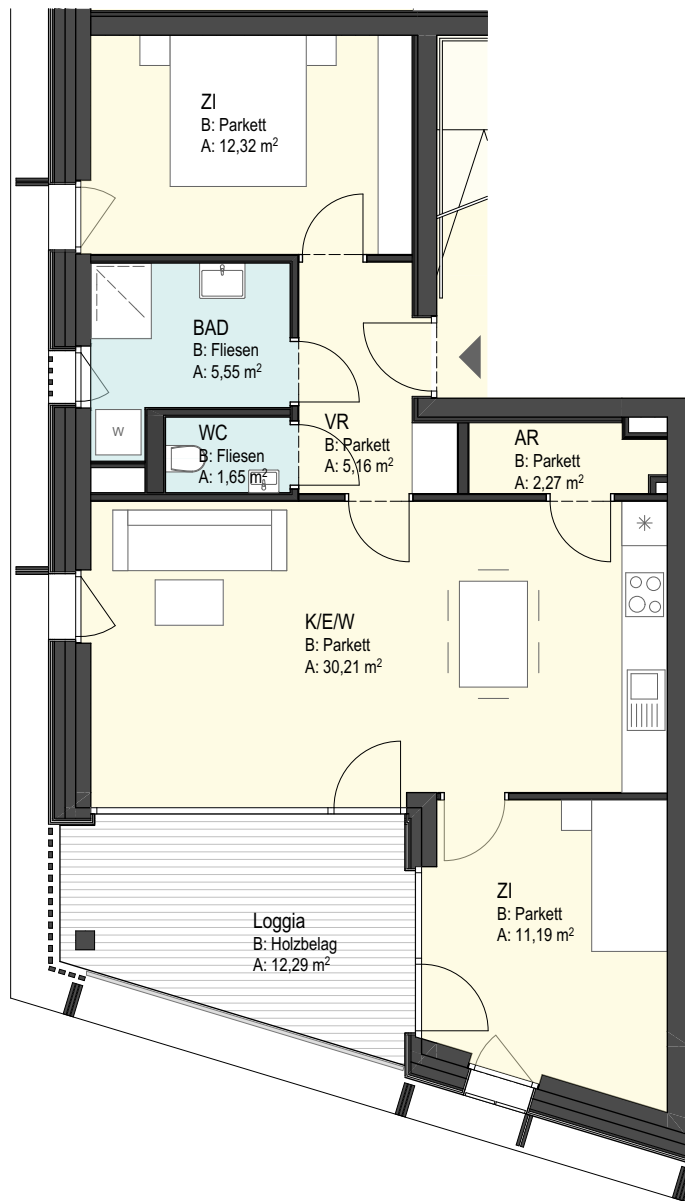 ZI
B: Parkett
A: 12,32 m²
BAD
B: Fliesen
A: 5,55 m²
W
WC
B: Fliesen
A: 1,65 m²
VR
B: Parkett
A: 5,16 m²
AR
B: Parkett
A: 2,27 m²
K/E/W
B: Parkett
A: 30,21 m²
ZI
B: Parkett
A: 11,19 m²
Loggia
B: Holzbelag
A: 12,29 m²